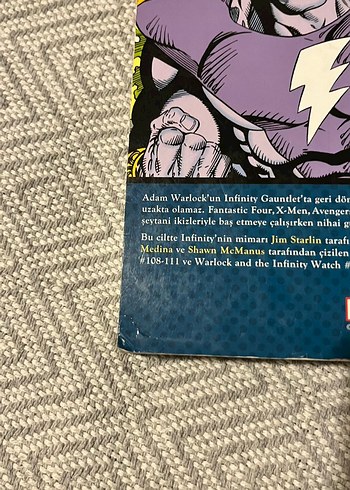 Adam Warlock'un Infinity Gauntlet'ta geri dön
uzakta olamaz. Fantastic Four, X-Men, Avengers
şeytani ikizleriyle baş etmeye çalışırken nihai g
Bu ciltte Infinity'nin mimarı Jim Starlin tarafı
Medina ve Shawn McManus tarafından çizilen
#108-111 ve Warlock and the Infinity Watch #